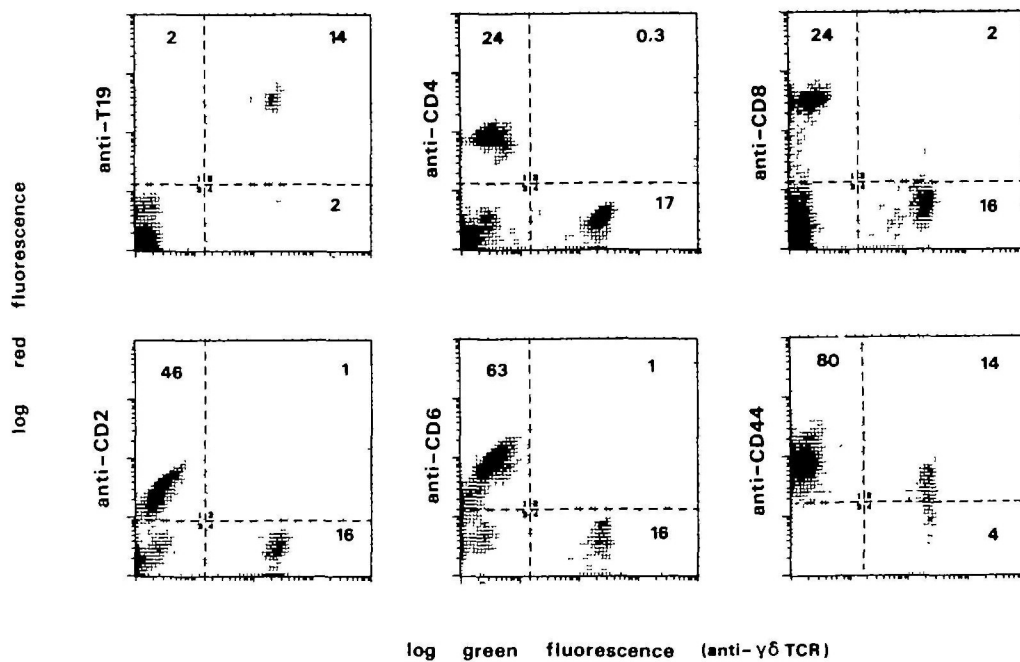 2 14
anti-T19
2
24 0.3
anti-CD4
17
24 2
anti-CD8
16
46 1
anti-CD2
16
63 1
anti-CD6
16
80 14
anti-CD44
4
log red fluorescence
log green fluorescence (anti-γδ TCR)